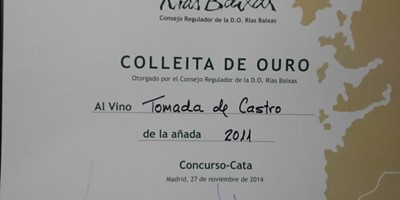 Rías Baixas
Consejo Regulador de la D.O. Rías Baixas
COLLEITA DE OURO
Otorgado por el Consejo Regulador de la D.O. Rías Baixas
Al Vino Tomada de Castro
de la añada 2011
Concurso-Cata
Madrid, 27 de noviembre de 2014